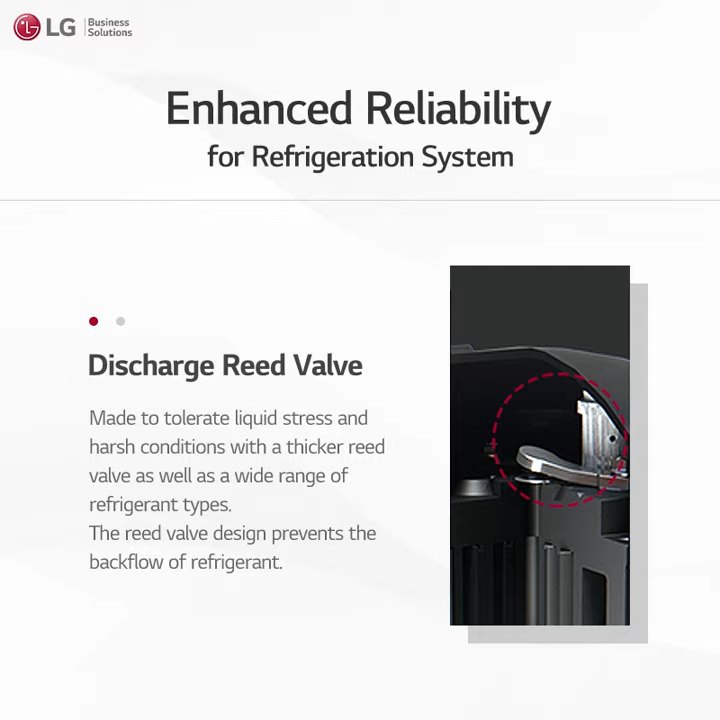 LG Business
Solutions
Enhanced Reliability
for Refrigeration System
Discharge Reed Valve
Made to tolerate liquid stress and
harsh conditions with a thicker reed
valve as well as a wide range of
refrigerant types.
The reed valve design prevents the
backflow of refrigerant.